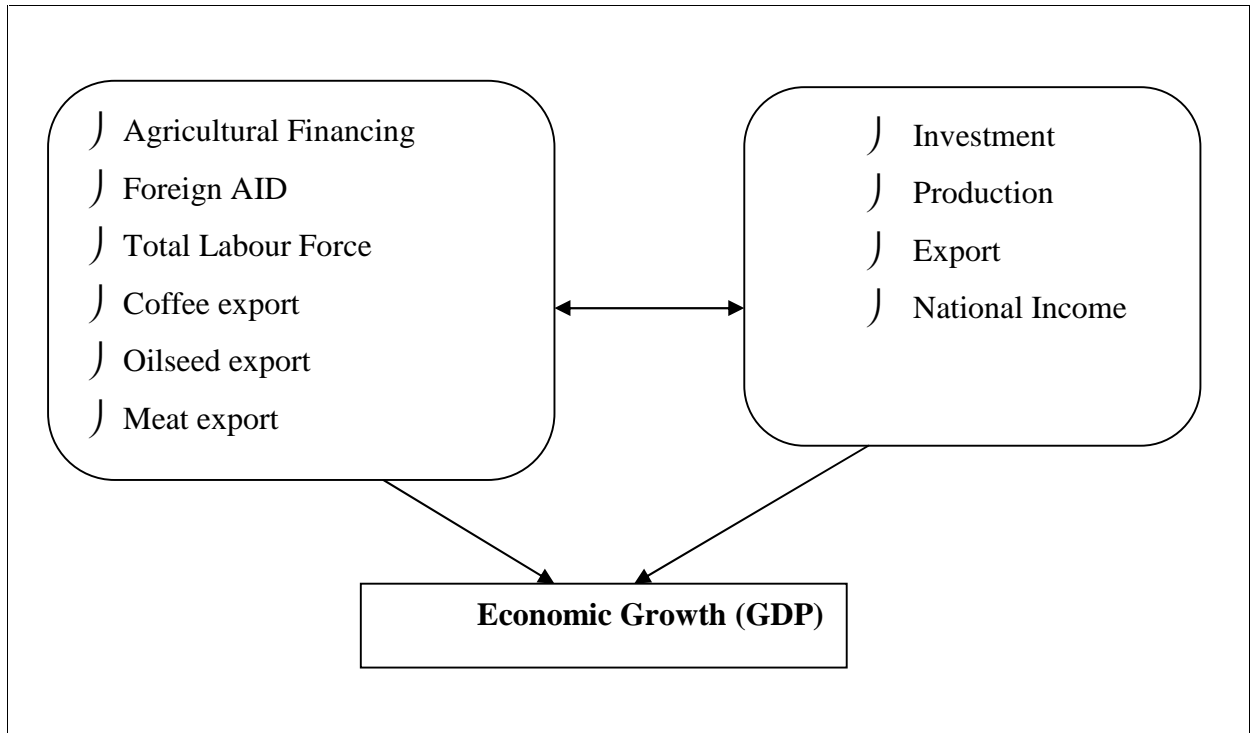 Agricultural Financing
Foreign AID
Total Labour Force
Coffee export
Oilseed export
Meat export
Investment
Production
Export
National Income
Economic Growth (GDP)